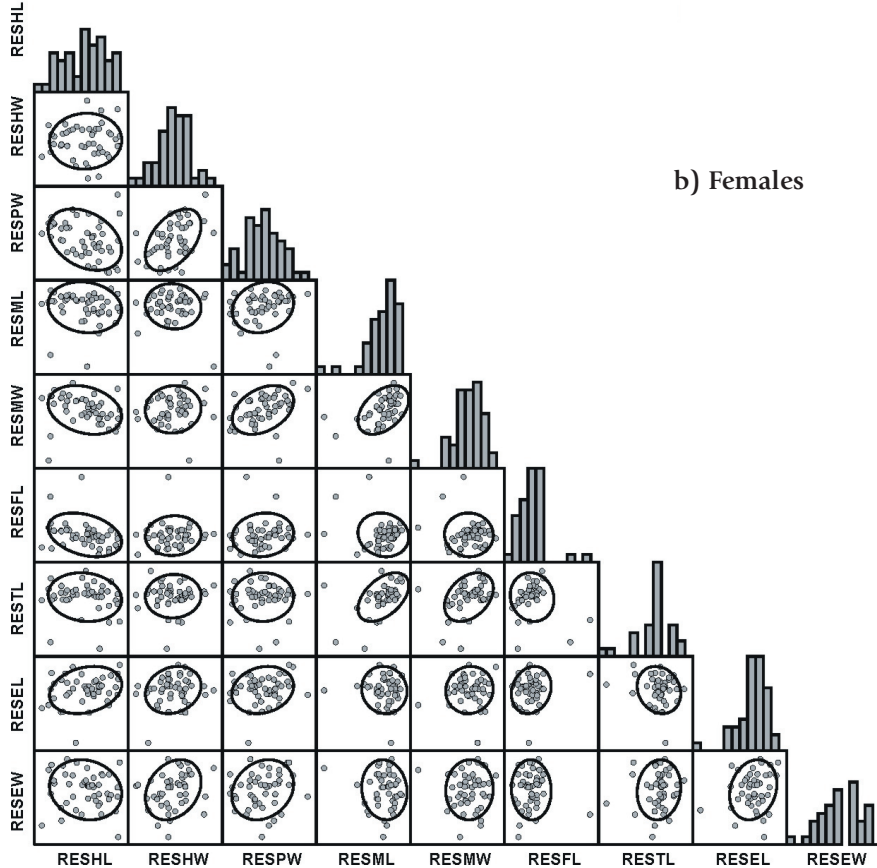 RESHL
RESHW
b) Females
RESPW
RESML
RESMW
RESFL
RESTL
RESEL
RESEW
RESHL RESHW RESPW RESML RESMW RESFL RESTL RESEL RESEW